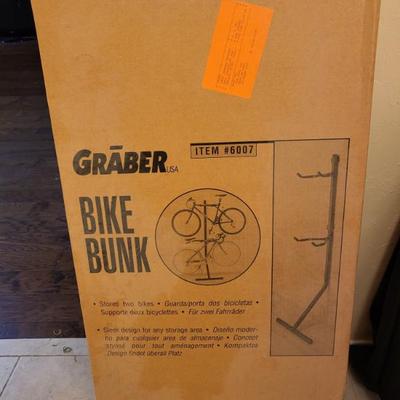 GRĀBER USA
ITEM #6007
BIKE
BUNK
• Stores two bikes • Guarda/porta dos bicicletas •
Supporte deux bicyclettes • Für zwei Fahrräder
• Sleek design for any storage area • Diseño moder-
no para cualquier area de almacenaje • Concept
stylisé pour tout aménagement • Kompaktes
Design findet überall Platz